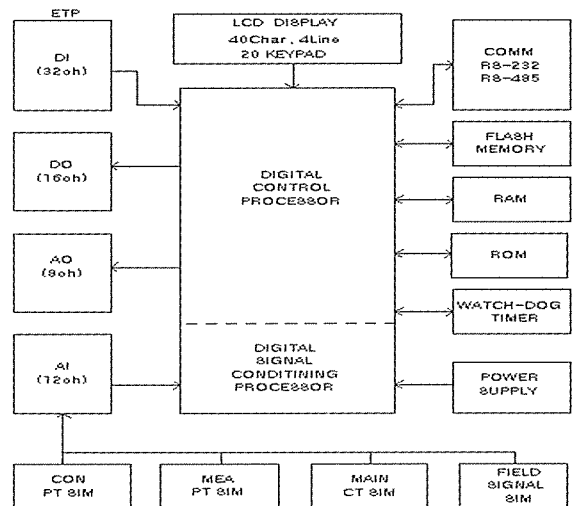 ETP
DI
(32ch)
LCD DISPLAY
40Char, 4Line
20 KEYPAD
COMM
RS-232
RS-485
DO
(16ch)
DIGITAL
CONTROL
PROCESSOR
FLASH
MEMORY
RAM
AO
(8ch)
ROM
WATCH-DOG
TIMER
AI
(12ch)
DIGITAL
SIGNAL
CONDITINING
PROCESSOR
POWER
SUPPLY
CON
PT SIM
MEA
PT SIM
MAIN
CT SIM
FIELD
SIGNAL
SIM